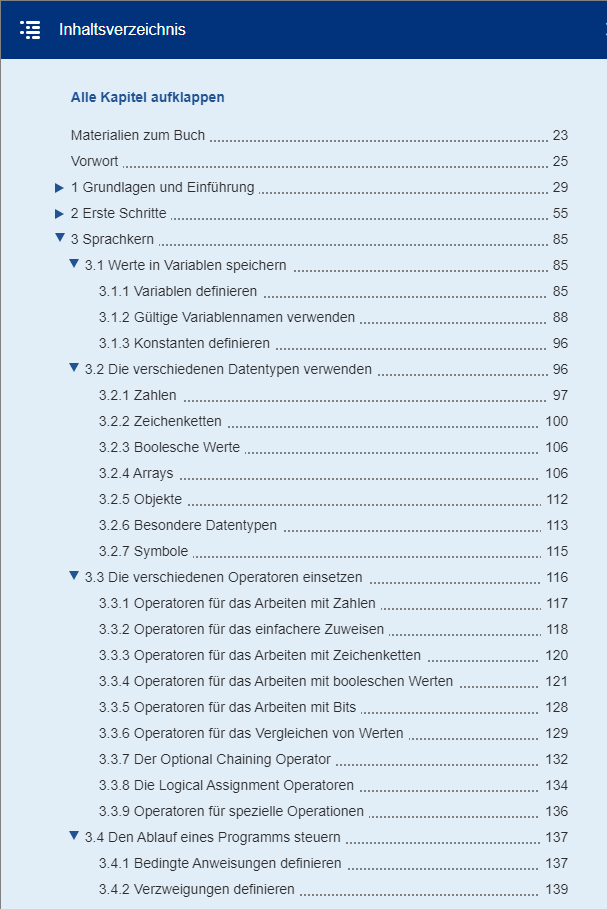 Inhaltsverzeichnis
Alle Kapitel aufklappen
Materialien zum Buch 23
Vorwort 25
1 Grundlagen und Einführung 29
2 Erste Schritte 55
3 Sprachkern 85
3.1 Werte in Variablen speichern 85
3.1.1 Variablen definieren 85
3.1.2 Gültige Variablennamen verwenden 88
3.1.3 Konstanten definieren 96
3.2 Die verschiedenen Datentypen verwenden 96
3.2.1 Zahlen 97
3.2.2 Zeichenketten 100
3.2.3 Boolesche Werte 106
3.2.4 Arrays 106
3.2.5 Objekte 112
3.2.6 Besondere Datentypen 113
3.2.7 Symbole 115
3.3 Die verschiedenen Operatoren einsetzen 116
3.3.1 Operatoren für das Arbeiten mit Zahlen 117
3.3.2 Operatoren für das einfachere Zuweisen 118
3.3.3 Operatoren für das Arbeiten mit Zeichenketten 120
3.3.4 Operatoren für das Arbeiten mit booleschen Werten 121
3.3.5 Operatoren für das Arbeiten mit Bits 128
3.3.6 Operatoren für das Vergleichen von Werten 129
3.3.7 Der Optional Chaining Operator 132
3.3.8 Die Logical Assignment Operatoren 134
3.3.9 Operatoren für spezielle Operationen 136
3.4 Den Ablauf eines Programms steuern 137
3.4.1 Bedingte Anweisungen definieren 137
3.4.2 Verzweigungen definieren 139